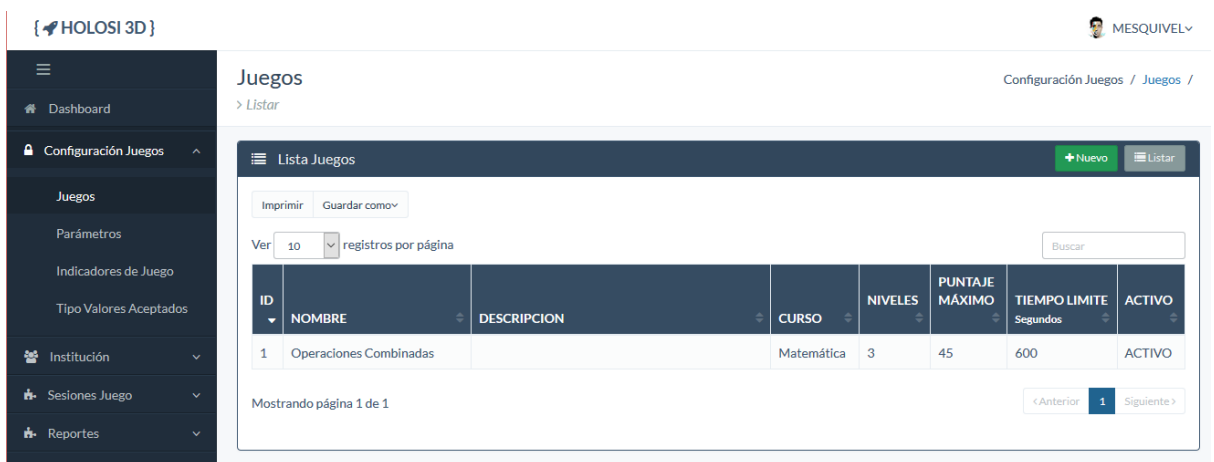 { HOLOSI 3D }
MESQUIVEL
Dashboard
Configuración Juegos
Juegos
Parámetros
Indicadores de Juego
Tipo Valores Aceptados
Institución
Sesiones Juego
Reportes
Juegos
> Listar
Configuración Juegos / Juegos /
Lista Juegos
+ Nuevo
Listar
Imprimir Guardar como
Ver 10 registros por página
Buscar
ID NOMBRE DESCRIPCION CURSO NIVELES PUNTAJE MÁXIMO TIEMPO LIMITE Segundos ACTIVO
1 Operaciones Combinadas Matemática 3 45 600 ACTIVO
Mostrando página 1 de 1
< Anterior 1 Siguiente >